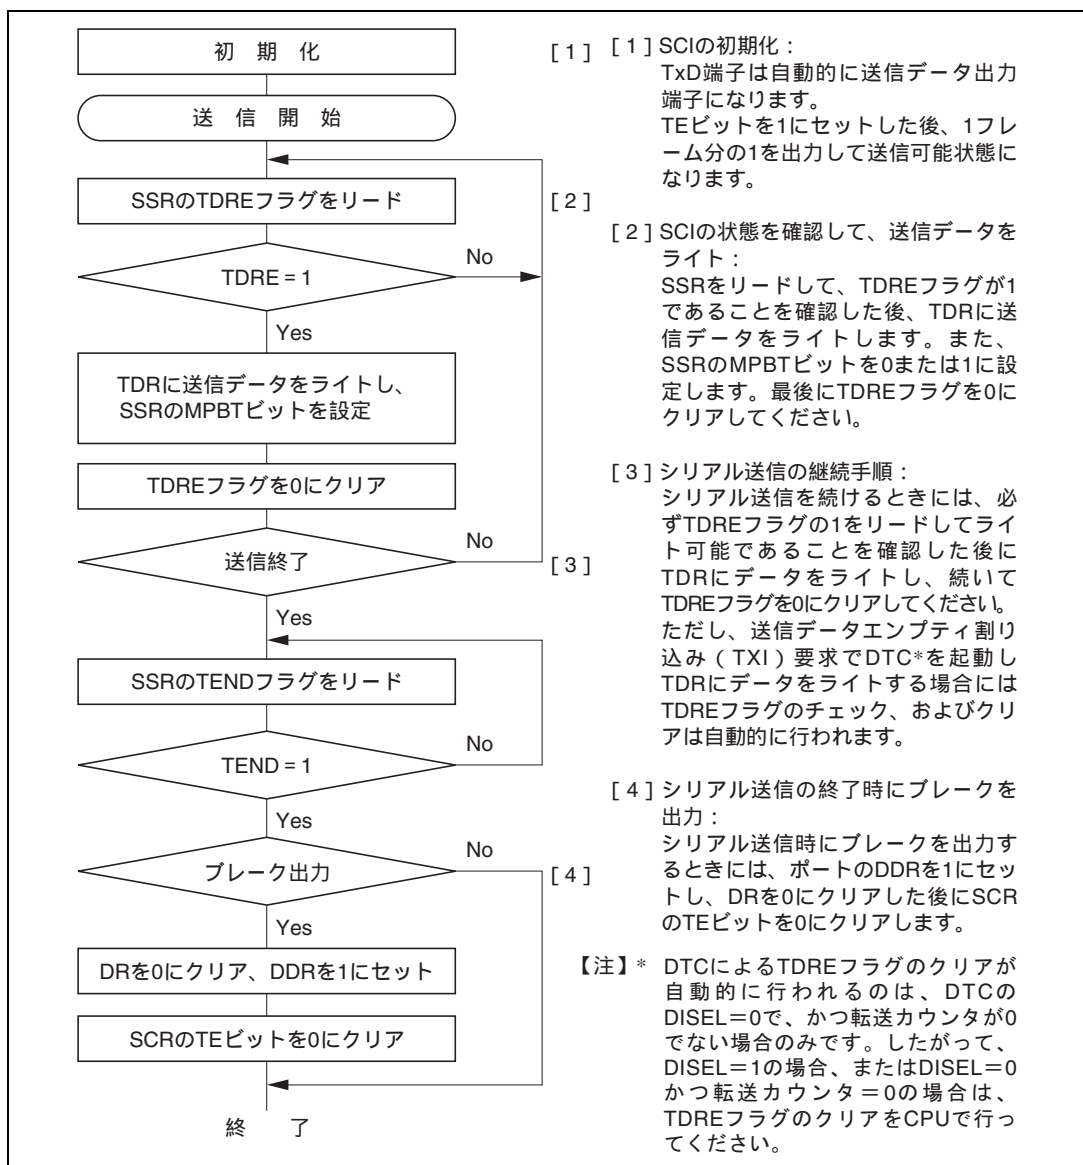 初 期 化
[1]
送 信 開 始
SSRのTDREフラグをリード
[2]
TDRE = 1
No
Yes
TDRに送信データをライトし、
SSRのMPBTビットを設定
TDREフラグを0にクリア
送信終了
No
[3]
Yes
SSRのTENDフラグをリード
TEND = 1
No
Yes
ブレーク出力
No
[4]
Yes
DRを0にクリア、DDRを1にセット
SCRのTEビットを0にクリア
終 了
[1] SCIの初期化：
TxD端子は自動的に送信データ出力
端子になります。
TEビットを1にセットした後、1フレ
ーム分の1を出力して送信可能状態に
なります。
[2] SCIの状態を確認して、送信データを
ライト：
SSRをリードして、TDREフラグが1
であることを確認した後、TDRに送
信データをライトします。また、
SSRのMPBTビットを0または1に設
定します。最後にTDREフラグを0に
クリアしてください。
[3] シリアル送信の継続手順：
シリアル送信を続けるときには、必
ずTDREフラグの1をリードしてライ
ト可能であることを確認した後に
TDRにデータをライトし、続いて
TDREフラグを0にクリアしてください。
ただし、送信データエンプティ割り
込み（TXI）要求でDTC*を起動し
TDRにデータをライトする場合には
TDREフラグのチェック、およびクリ
アは自動的に行われます。
[4] シリアル送信の終了時にブレークを
出力：
シリアル送信時にブレークを出力す
るときには、ポートのDDRを1にセッ
トし、DRを0にクリアした後にSCR
のTEビットを0にクリアします。
【注】* DTCによるTDREフラグのクリアが
自動的に行われるのは、DTCの
DISEL＝0で、かつ転送カウンタが0
でない場合のみです。したがって、
DISEL＝1の場合、またはDISEL＝0
かつ転送カウンタ＝0の場合は、
TDREフラグのクリアをCPUで行っ
てください。